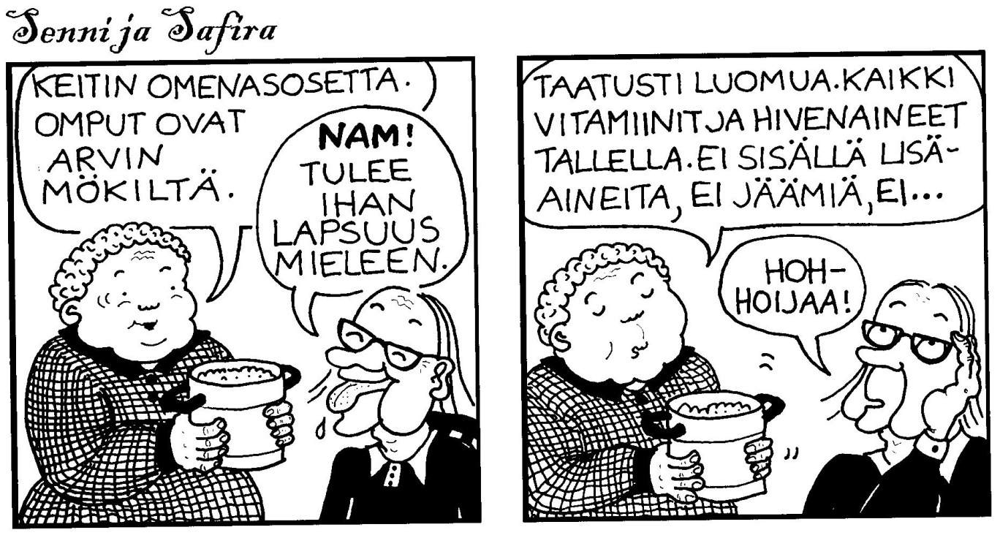 Senni ja Safira
KEITIN OMENASOSETTA.
OMPUT OVAT
ARVIN
MÖKILTÄ.
NAM!
TULEE
IHAN
LAPSUUS
MIELEEN.
TAATUSTI LUOMUA. KAIKKI
VITAMIINIT JA HIVENAINEET
TALLELLA. EI SISÄLLÄ LISÄ-
AINEITA, EI JÄÄMIÄ, EI...
HOH-
HOIJAA!